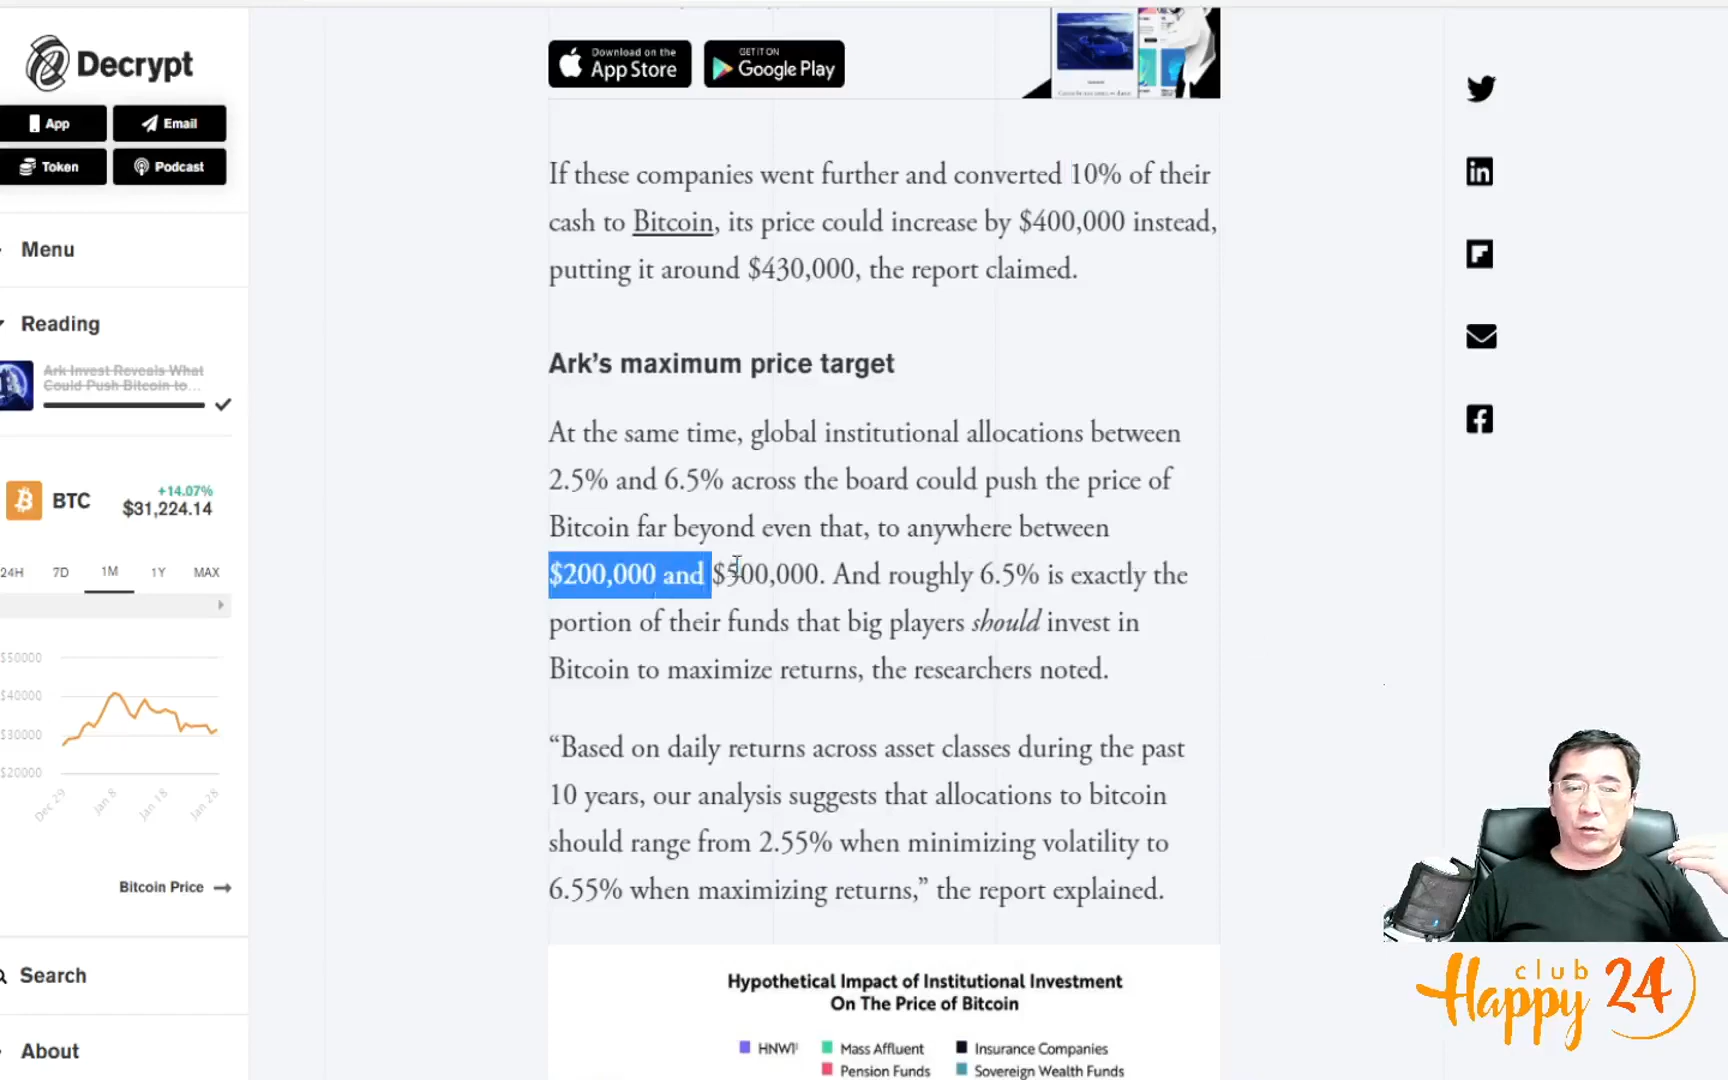 Decrypt
App
Email
Token
Podcast
Menu
Reading
Ark Invest Reveals What
Could Push Bitcoin to...
BTC
+14.07%
$31,224.14
24H 7D 1M 1Y MAX
$50000
$40000
$30000
$20000
Dec 29 Jan 8 Jan 18 Jan 28
Bitcoin Price
Search
About
Download on the
App Store
GET IT ON
Google Play
If these companies went further and converted 10% of their
cash to Bitcoin, its price could increase by $400,000 instead,
putting it around $430,000, the report claimed.
Ark’s maximum price target
At the same time, global institutional allocations between
2.5% and 6.5% across the board could push the price of
Bitcoin far beyond even that, to anywhere between
$200,000 and $500,000. And roughly 6.5% is exactly the
portion of their funds that big players should invest in
Bitcoin to maximize returns, the researchers noted.
“Based on daily returns across asset classes during the past
10 years, our analysis suggests that allocations to bitcoin
should range from 2.55% when minimizing volatility to
6.55% when maximizing returns,” the report explained.
Hypothetical Impact of Institutional Investment
On The Price of Bitcoin
HNWI¹ Mass Affluent Insurance Companies
Pension Funds Sovereign Wealth Funds
club
Happy 24